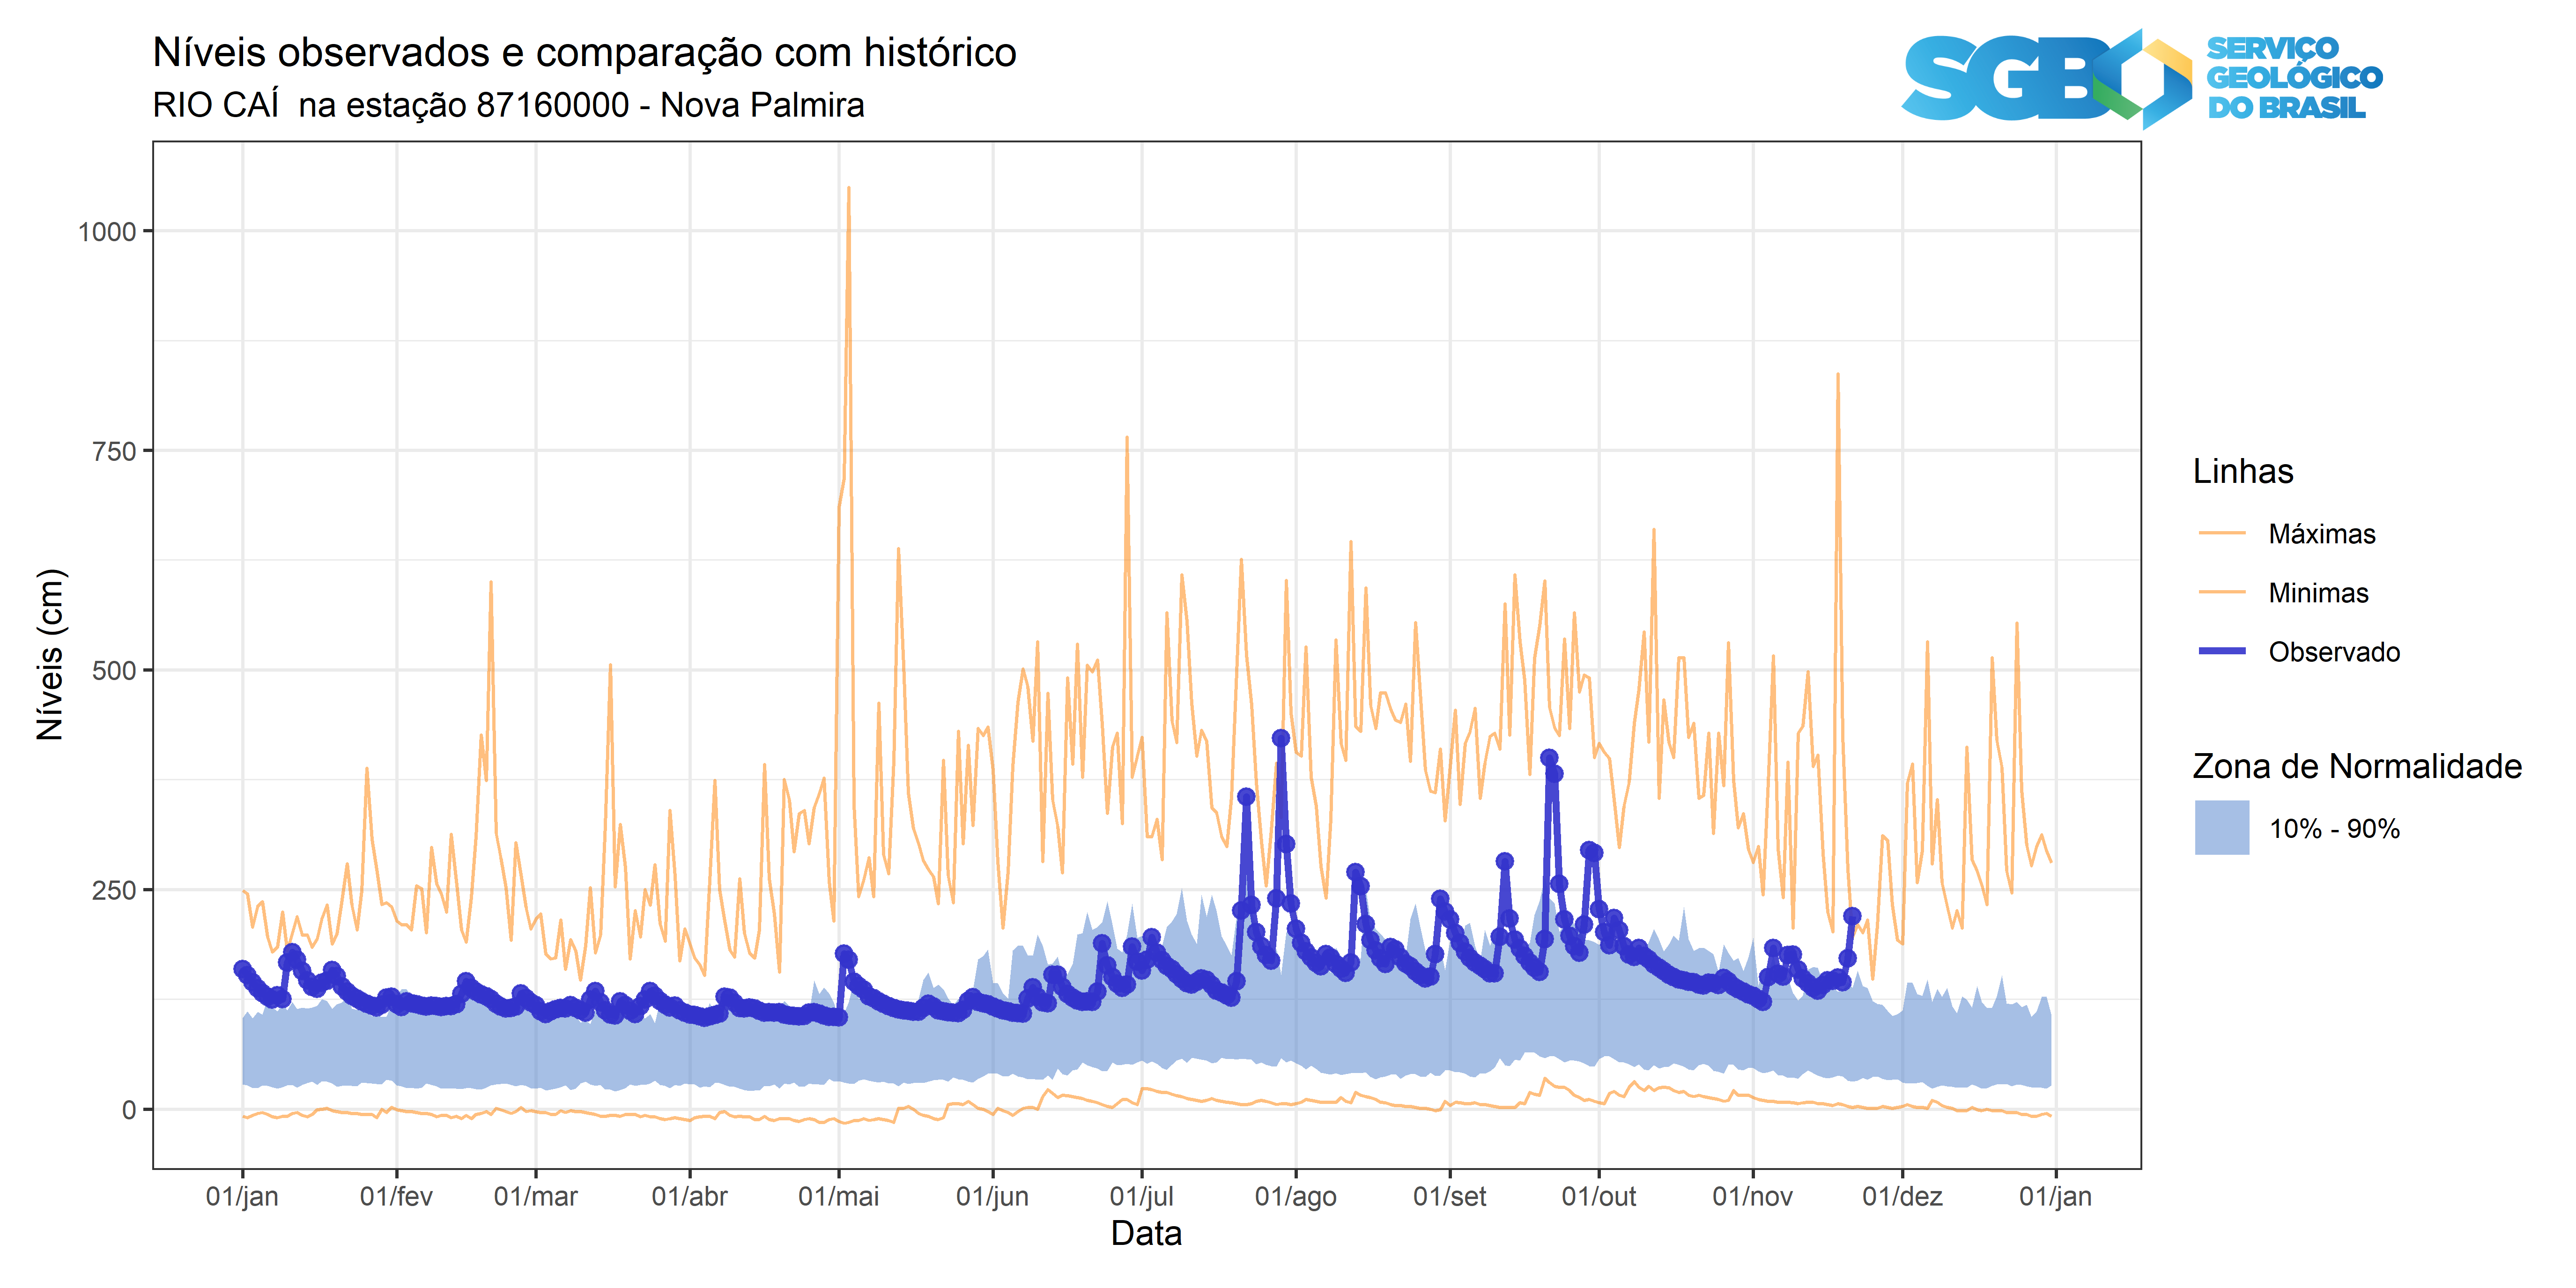 Níveis observados e comparação com histórico
RIO CAÍ  na estação 87160000 - Nova Palmira
SGB
SERVIÇO
GEOLÓGICO
DO BRASIL
Níveis (cm)
1000
750
500
250
0
01/jan 01/fev 01/mar 01/abr 01/mai 01/jun 01/jul 01/ago 01/set 01/out 01/nov 01/dez 01/jan
Data
Linhas
Máximas
Minimas
Observado
Zona de Normalidade
10% - 90%